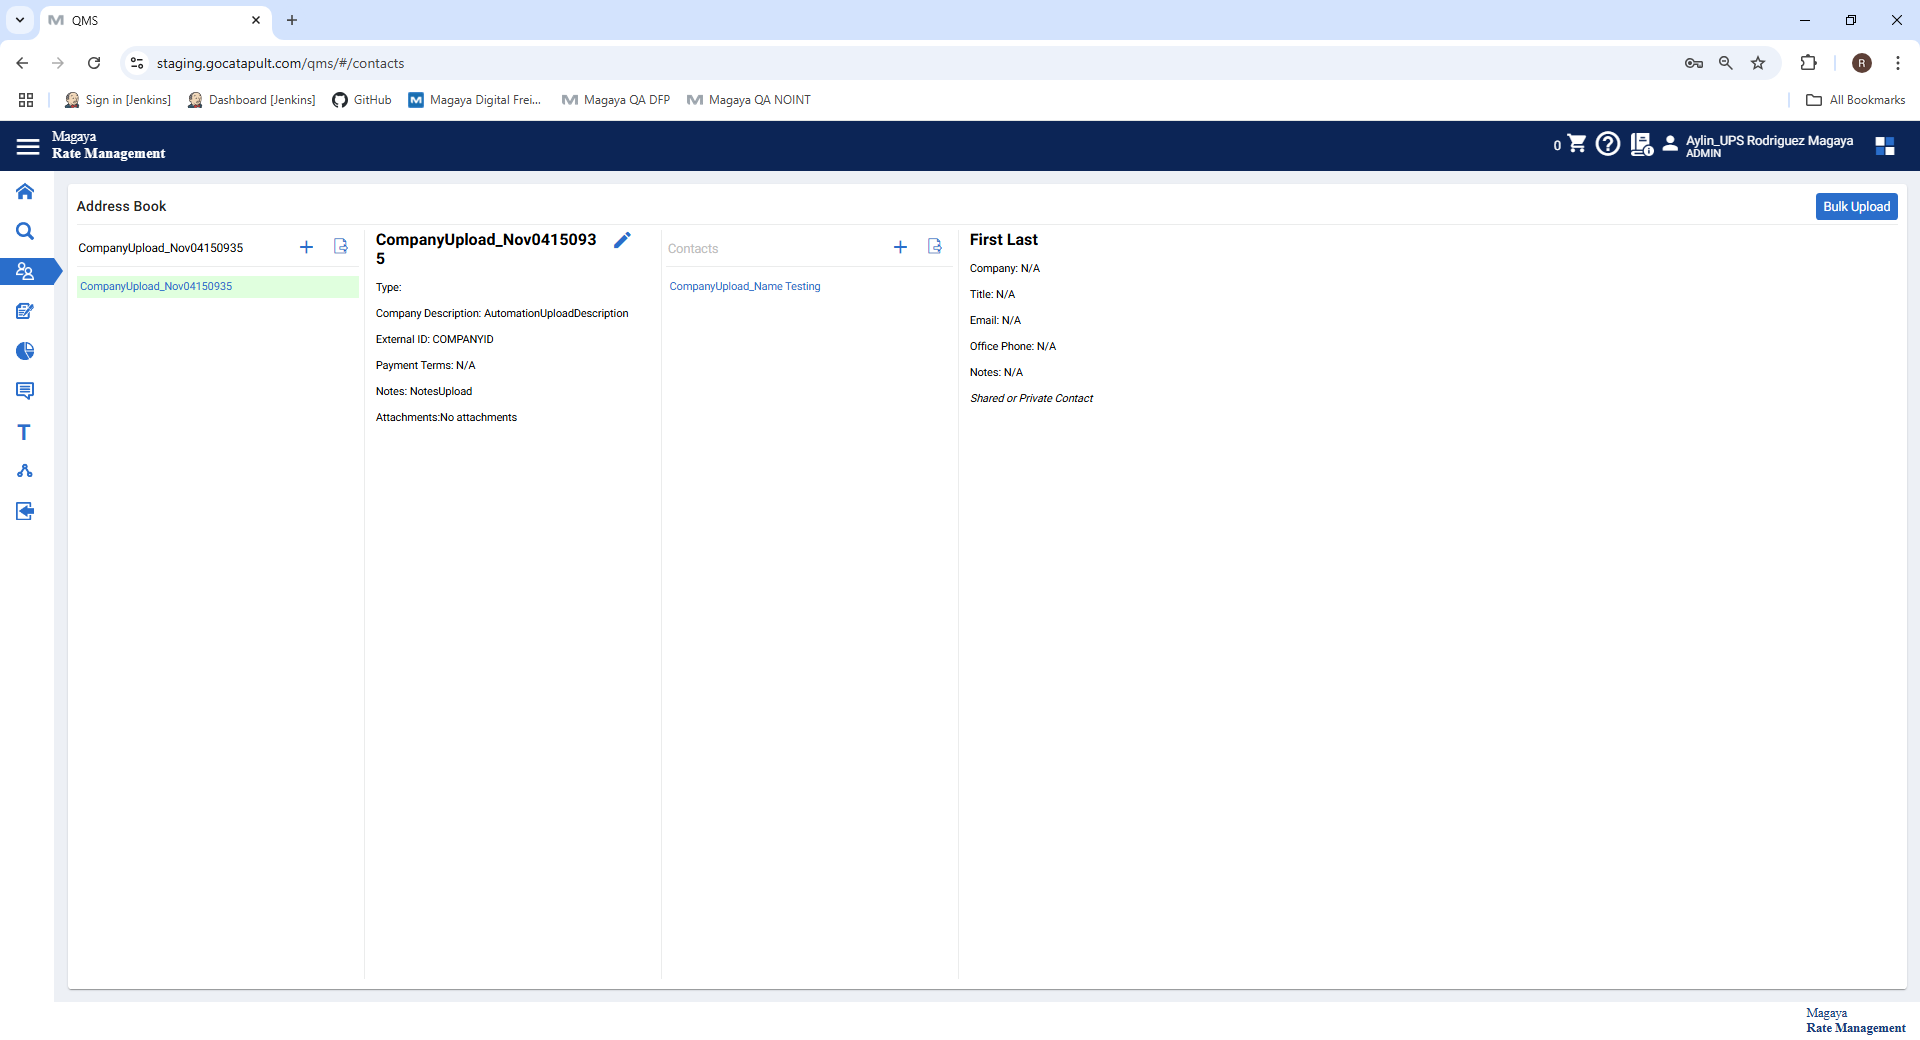 QMS
staging.gocatapult.com/qms/#/contacts
R
Sign in [Jenkins]
Dashboard [Jenkins]
GitHub
Magaya Digital Frei...
Magaya QA DFP
Magaya QA NOINT
All Bookmarks
Magaya
Rate Management
0
Aylin_UPS Rodriguez Magaya
ADMIN
Address Book
Bulk Upload
CompanyUpload_Nov04150935
CompanyUpload_Nov04150935
CompanyUpload_Nov0415093
5
Type:
Company Description: AutomationUploadDescription
External ID: COMPANYID
Payment Terms: N/A
Notes: NotesUpload
Attachments:No attachments
Contacts
CompanyUpload_Name Testing
First Last
Company: N/A
Title: N/A
Email: N/A
Office Phone: N/A
Notes: N/A
Shared or Private Contact
Magaya
Rate Management